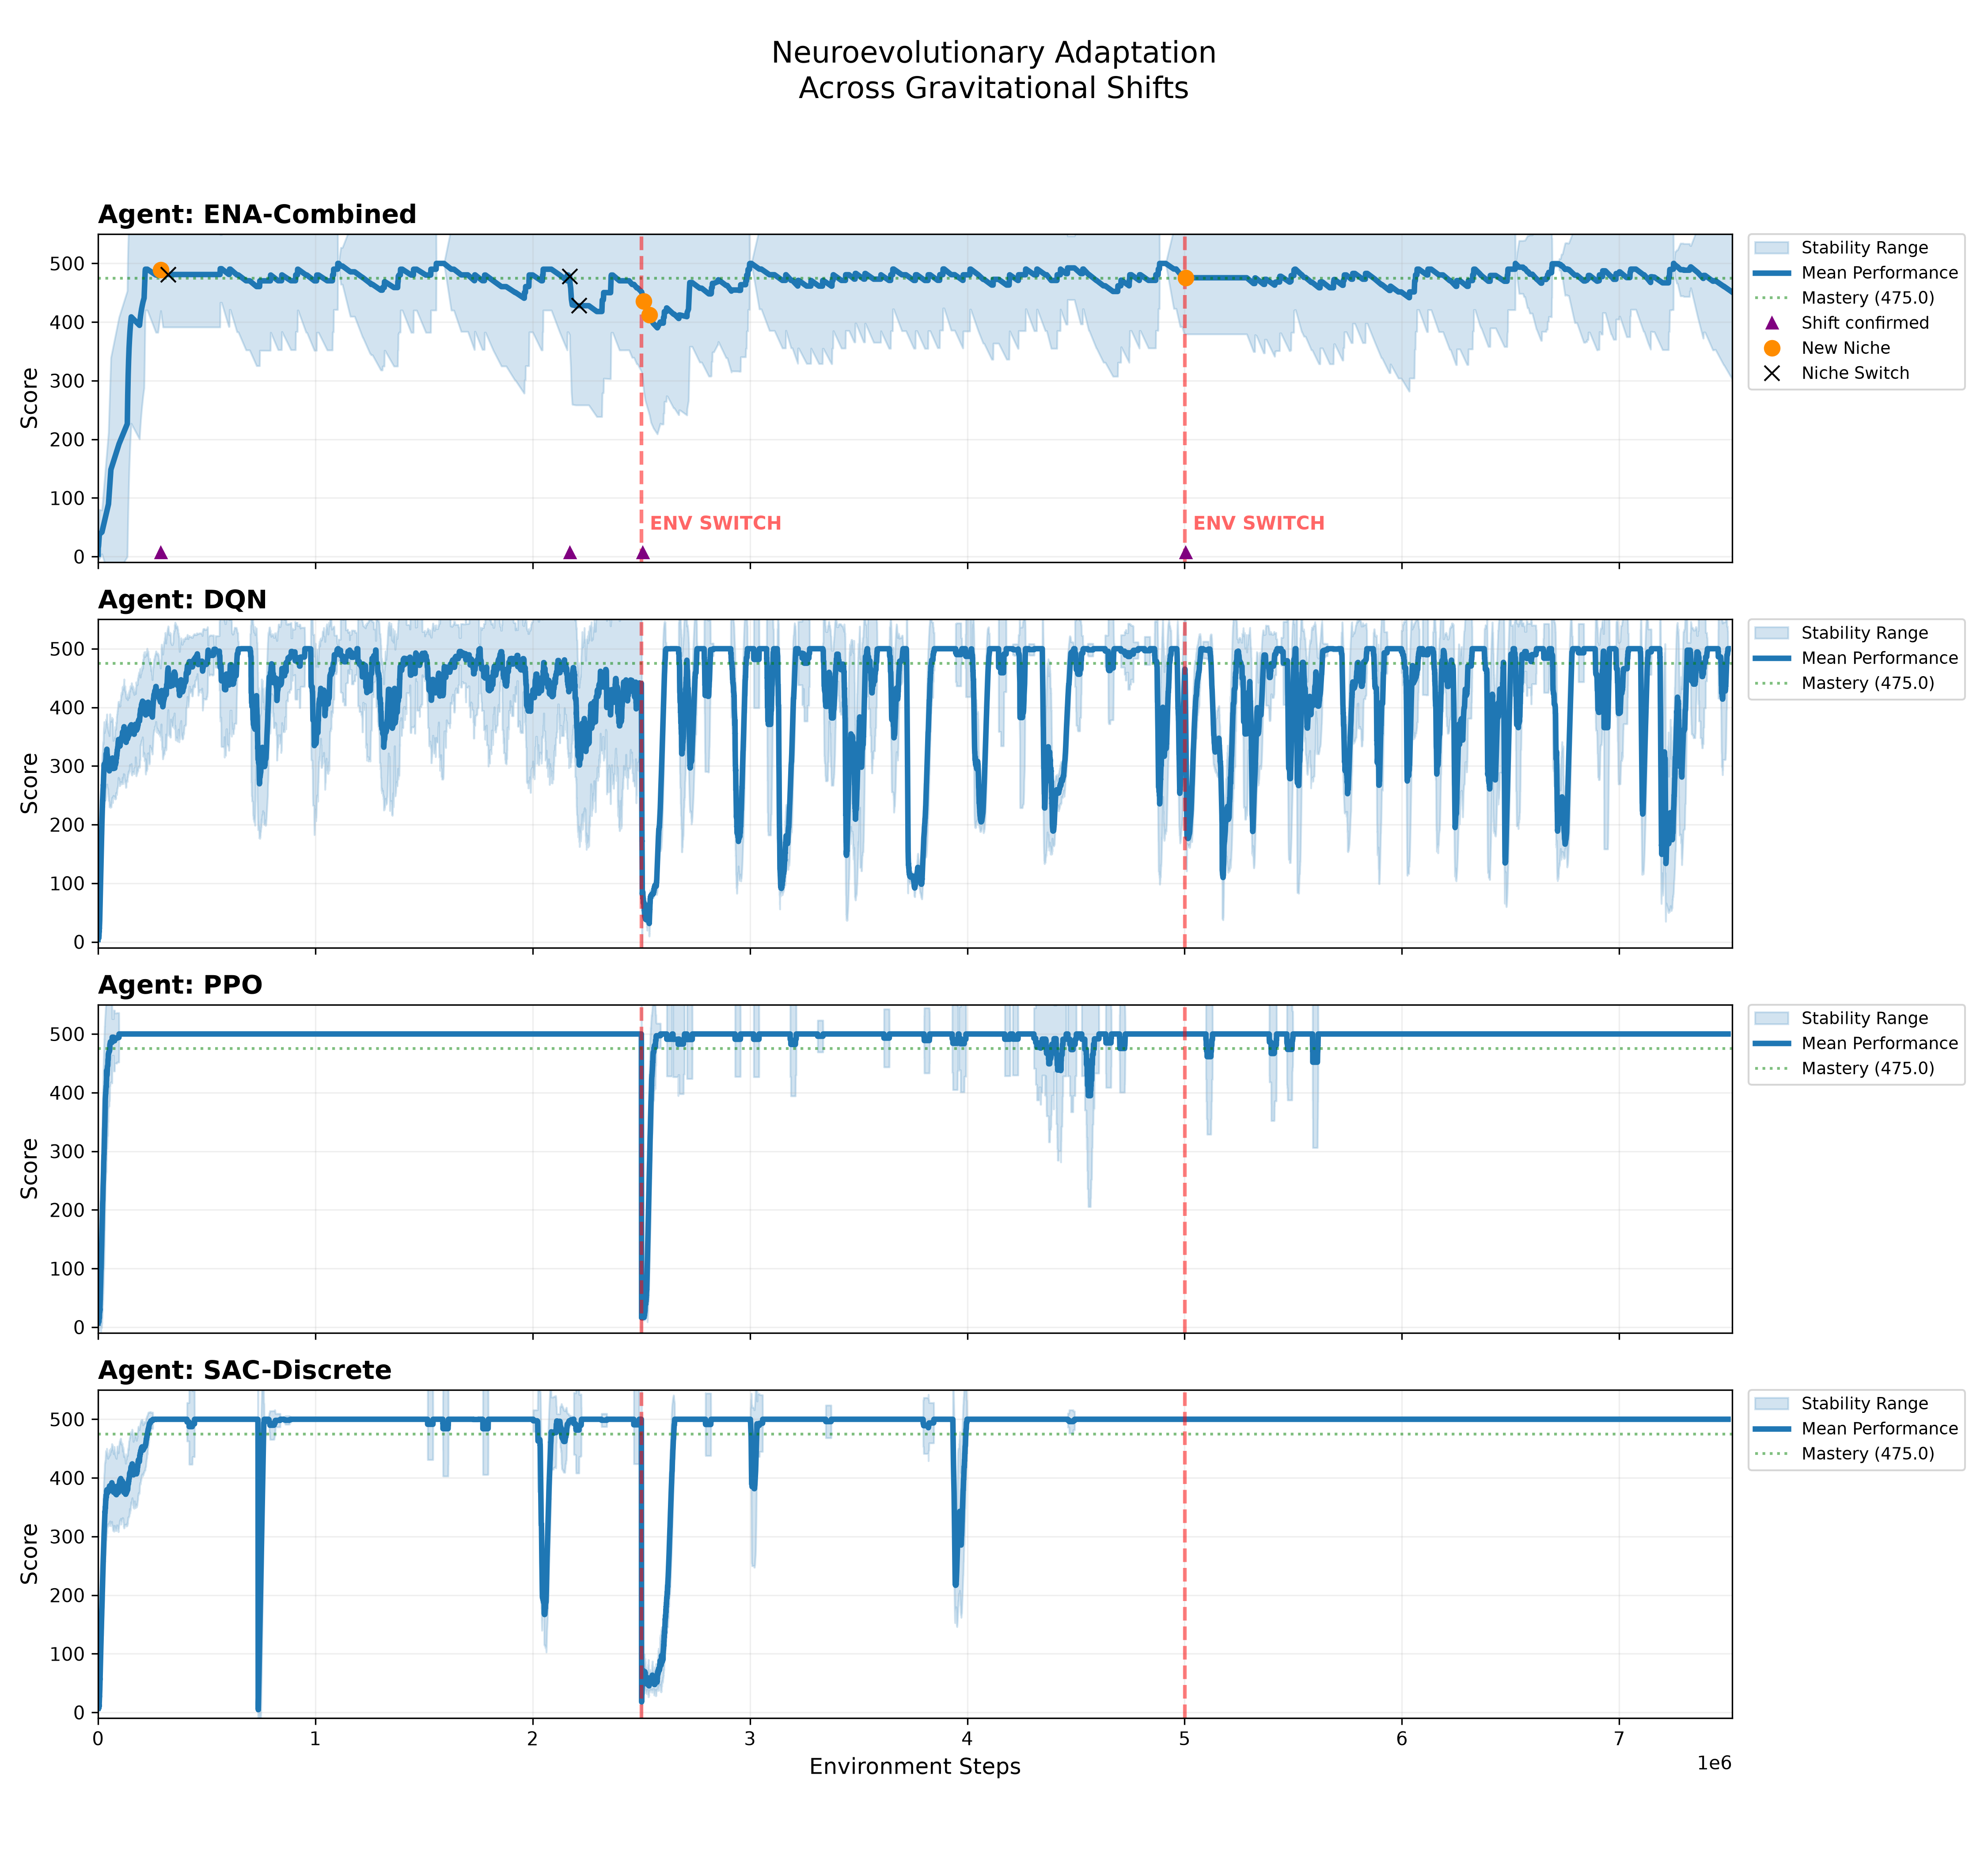 Neuroevolutionary Adaptation
Across Gravitational Shifts
Agent: ENA-Combined
500
400
300
200
100
0
Score
ENV SWITCH
ENV SWITCH
Stability Range
Mean Performance
Mastery (475.0)
Shift confirmed
New Niche
Niche Switch
Agent: DQN
500
400
300
200
100
0
Score
Stability Range
Mean Performance
Mastery (475.0)
Agent: PPO
500
400
300
200
100
0
Score
Stability Range
Mean Performance
Mastery (475.0)
Agent: SAC-Discrete
500
400
300
200
100
0
Score
Stability Range
Mean Performance
Mastery (475.0)
0 1 2 3 4 5 6 7
1e6
Environment Steps